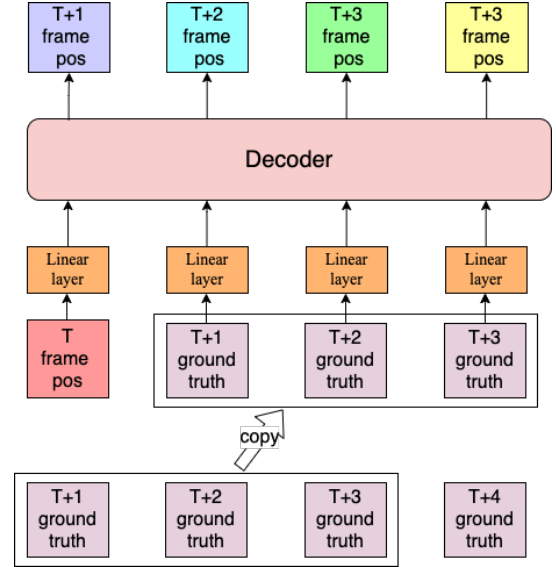 T+1
frame
pos
T+2
frame
pos
T+3
frame
pos
T+3
frame
pos
Decoder
Linear
layer
Linear
layer
Linear
layer
Linear
layer
T
frame
pos
T+1
ground
truth
T+2
ground
truth
T+3
ground
truth
copy
T+1
ground
truth
T+2
ground
truth
T+3
ground
truth
T+4
ground
truth